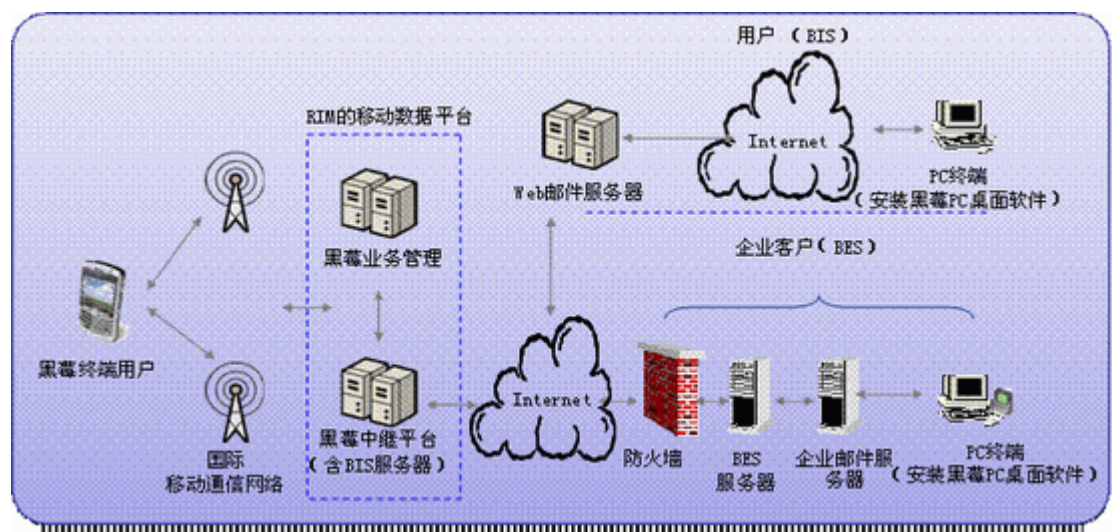 用户 (BIS)
RIM的移动数据平台
Internet
Web邮件服务器
PC终端
(安装黑莓PC桌面软件)
黑莓业务管理
企业客户(BES)
黑莓终端用户
Internet
国际
移动通信网络
黑莓中继平台
(含BIS服务器)
防火墙
BES
服务器
企业邮件服
务器
PC终端
(安装黑莓PC桌面软件)